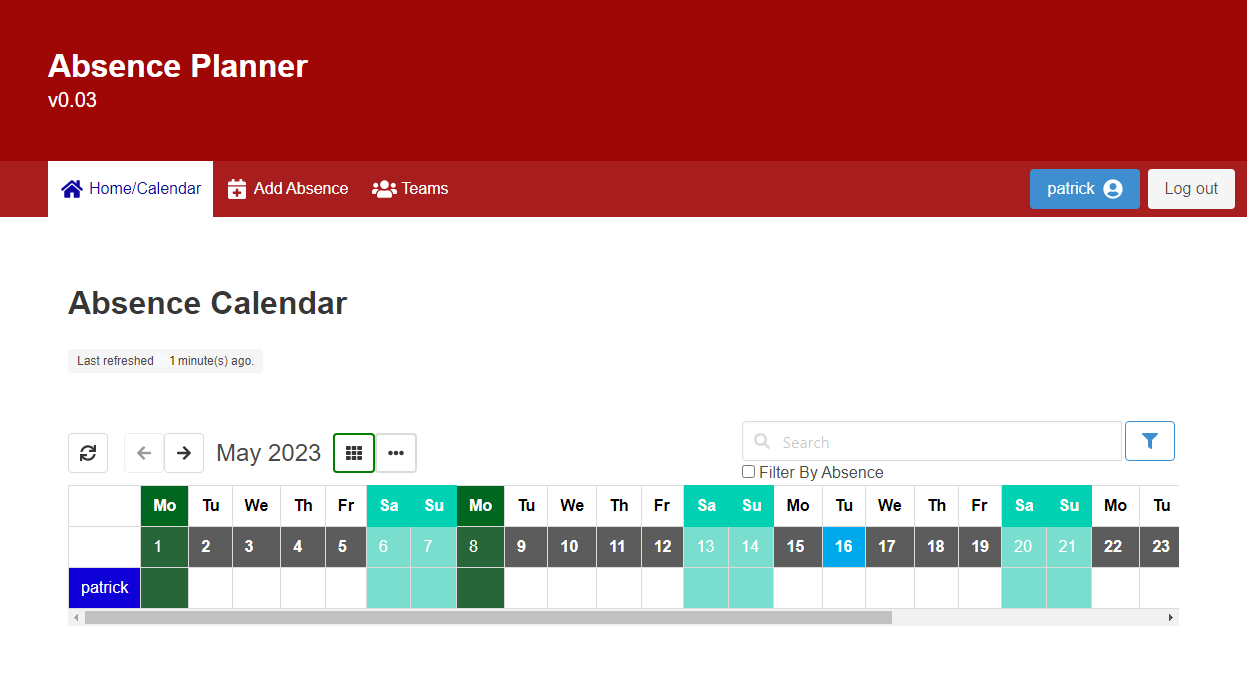 Absence Planner
v0.03
Home/Calendar Add Absence Teams patrick Log out
Absence Calendar
Last refreshed 1 minute(s) ago.
May 2023 Search
Filter By Absence
Mo Tu We Th Fr Sa Su Mo Tu We Th Fr Sa Su Mo Tu We Th Fr Sa Su Mo Tu
1 2 3 4 5 6 7 8 9 10 11 12 13 14 15 16 17 18 19 20 21 22 23
patrick